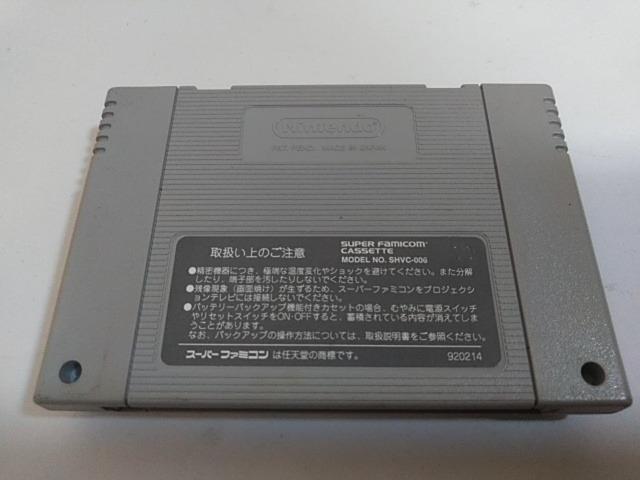 Nintendo
PAT. PEND. MADE IN JAPAN
取扱い上のご注意
SUPER FAMICOM
CASSETTE
MODEL NO. SHVC-006
●精密機器につき、極端な温度変化やショックを避けてください。また分解
したり、端子部を汚したりしないでください。
●残像現象(画面焼け)が生ずるため、スーパーファミコンをプロジェクシ
ョンテレビには接続しないでください。
●バッテリーバックアップ機能付きカセットの場合、むやみに電源スイッチ
やリセットスイッチをON・OFFすると、蓄積されている内容が消えてしま
うことがあります。
なお、バックアップの操作方法については、取扱説明書をご参照ください。
スーパーファミコン は任天堂の商標です。
920214